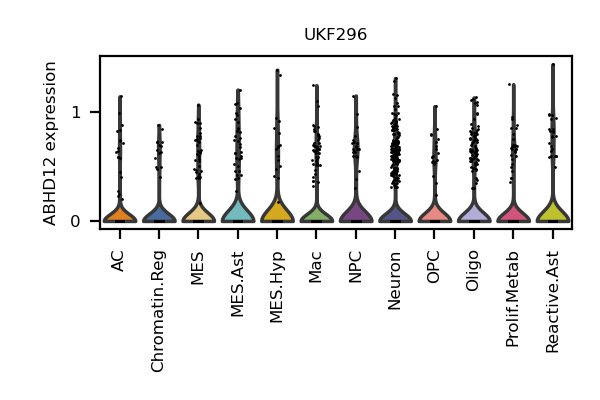 UKF296
ABHD12 expression
1
0
AC
Chromatin.Reg
MES
MES.Ast
MES.Hyp
Mac
NPC
Neuron
OPC
Oligo
Prolif.Metab
Reactive.Ast